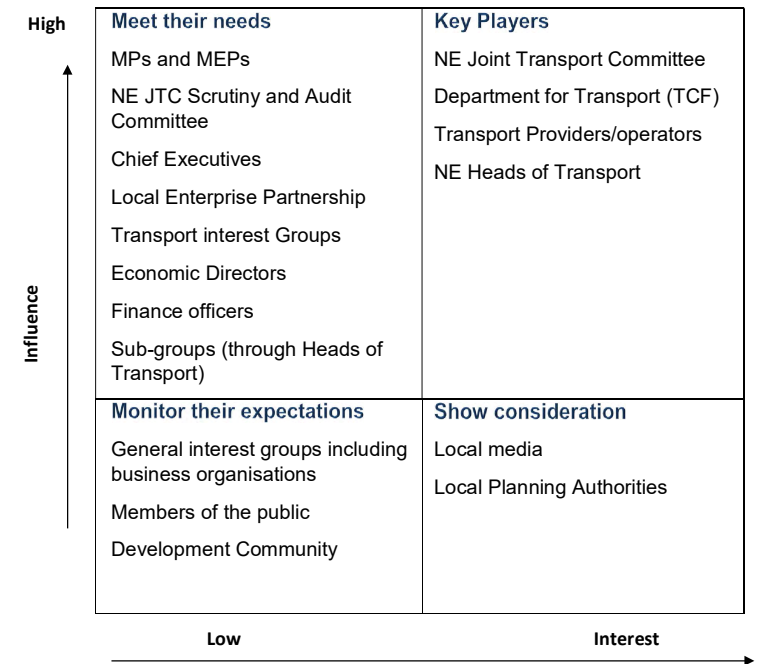 High
Meet their needs
MPs and MEPs
NE JTC Scrutiny and Audit
Committee
Chief Executives
Local Enterprise Partnership
Transport interest Groups
Economic Directors
Finance officers
Sub-groups (through Heads of
Transport)
Key Players
NE Joint Transport Committee
Department for Transport (TCF)
Transport Providers/operators
NE Heads of Transport
Influence
Monitor their expectations
General interest groups including
business organisations
Members of the public
Development Community
Show consideration
Local media
Local Planning Authorities
Low
Interest